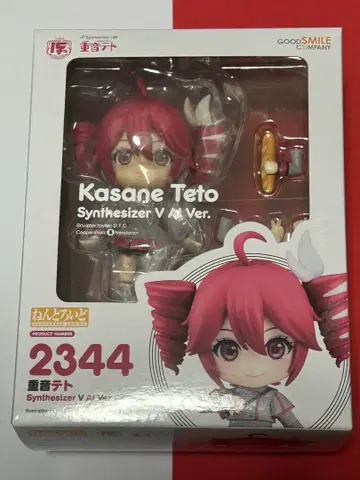 重音テト
GOOD SMILE
COMPANY
Kasane Teto
Synthesizer V AI Ver.
ねんどろいど
PRODUCT NUMBER
2344
重音テト
Synthesizer V AI Ver.